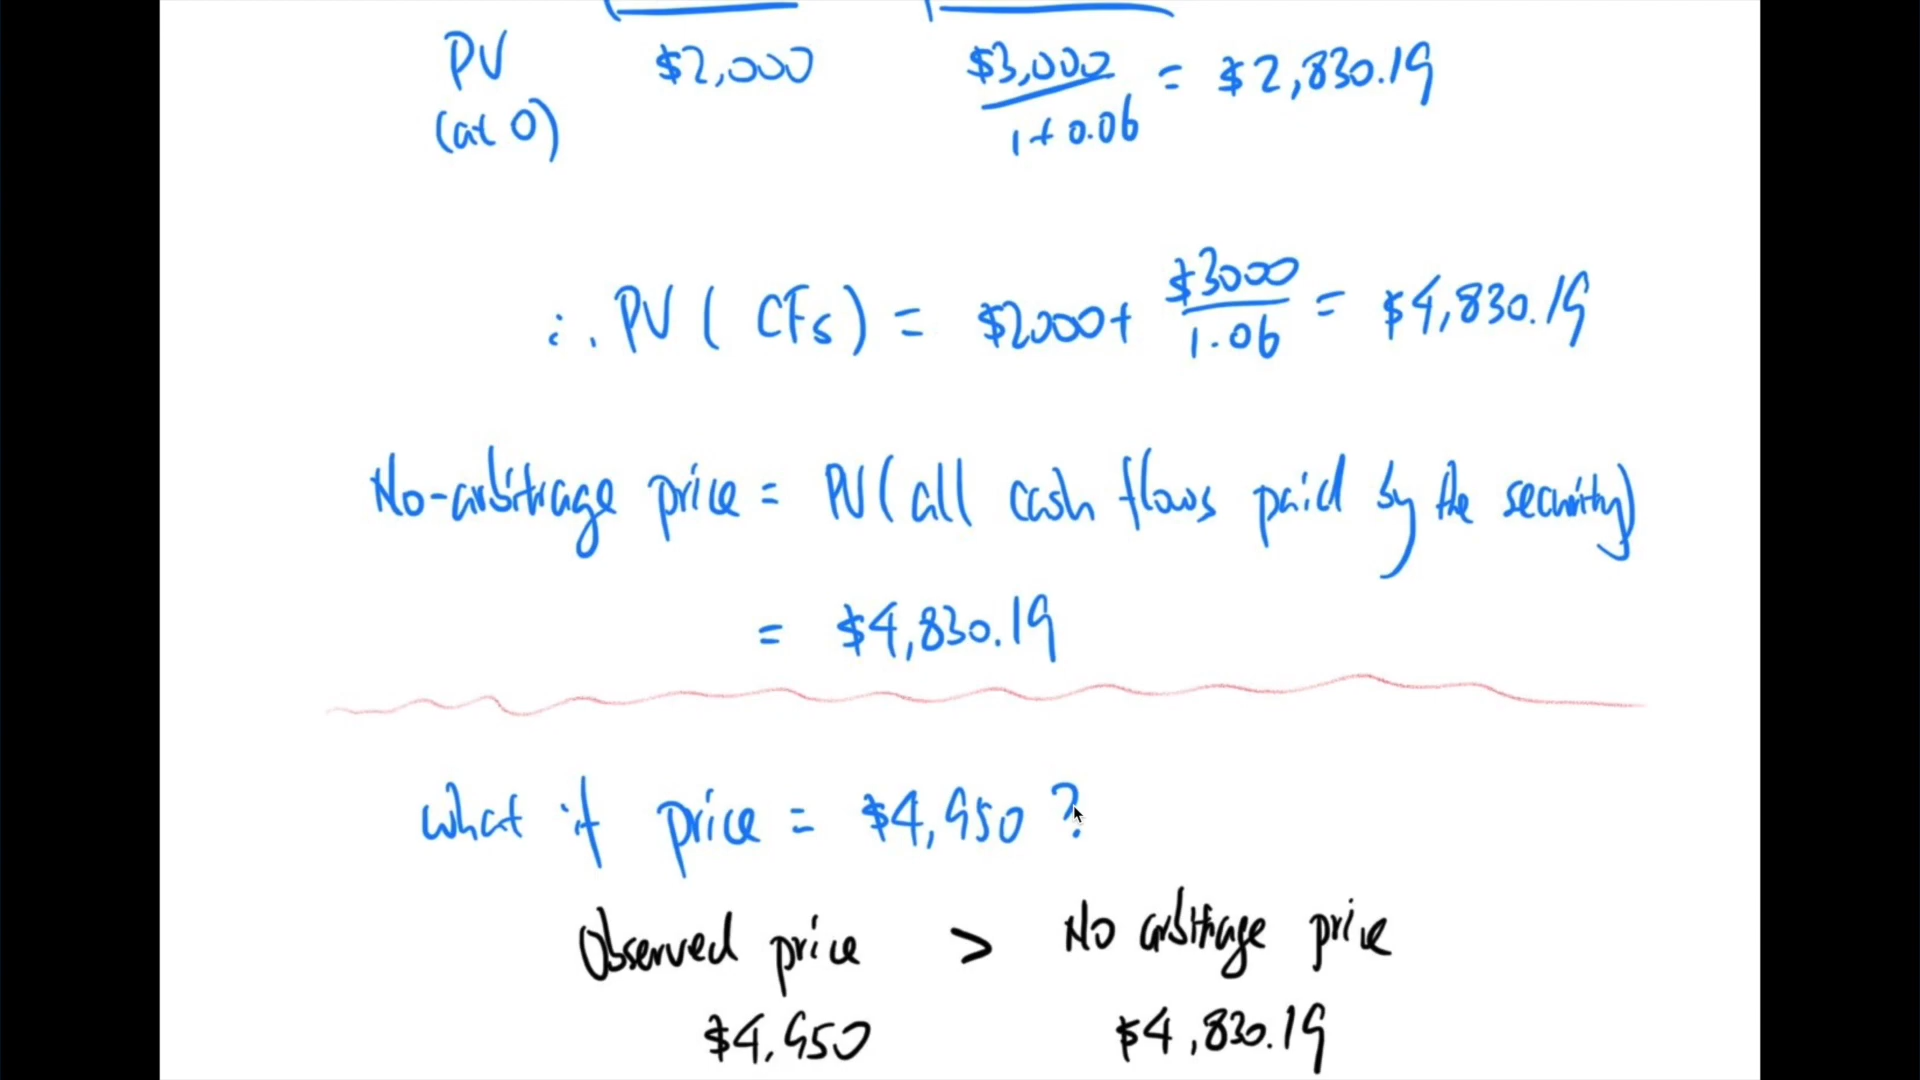 PV $2,000 $3,000 / 1+0.06 = $2,830.19
(at 0)
∴ PV ( CFs ) = $2000 + $3000 / 1.06 = $4,830.19
No-arbitrage price = PV ( all cash flows paid by the security )
= $4,830.19
What if price = $4,950 ?
Observed price > No arbitrage price
$4,950 $4,830.19